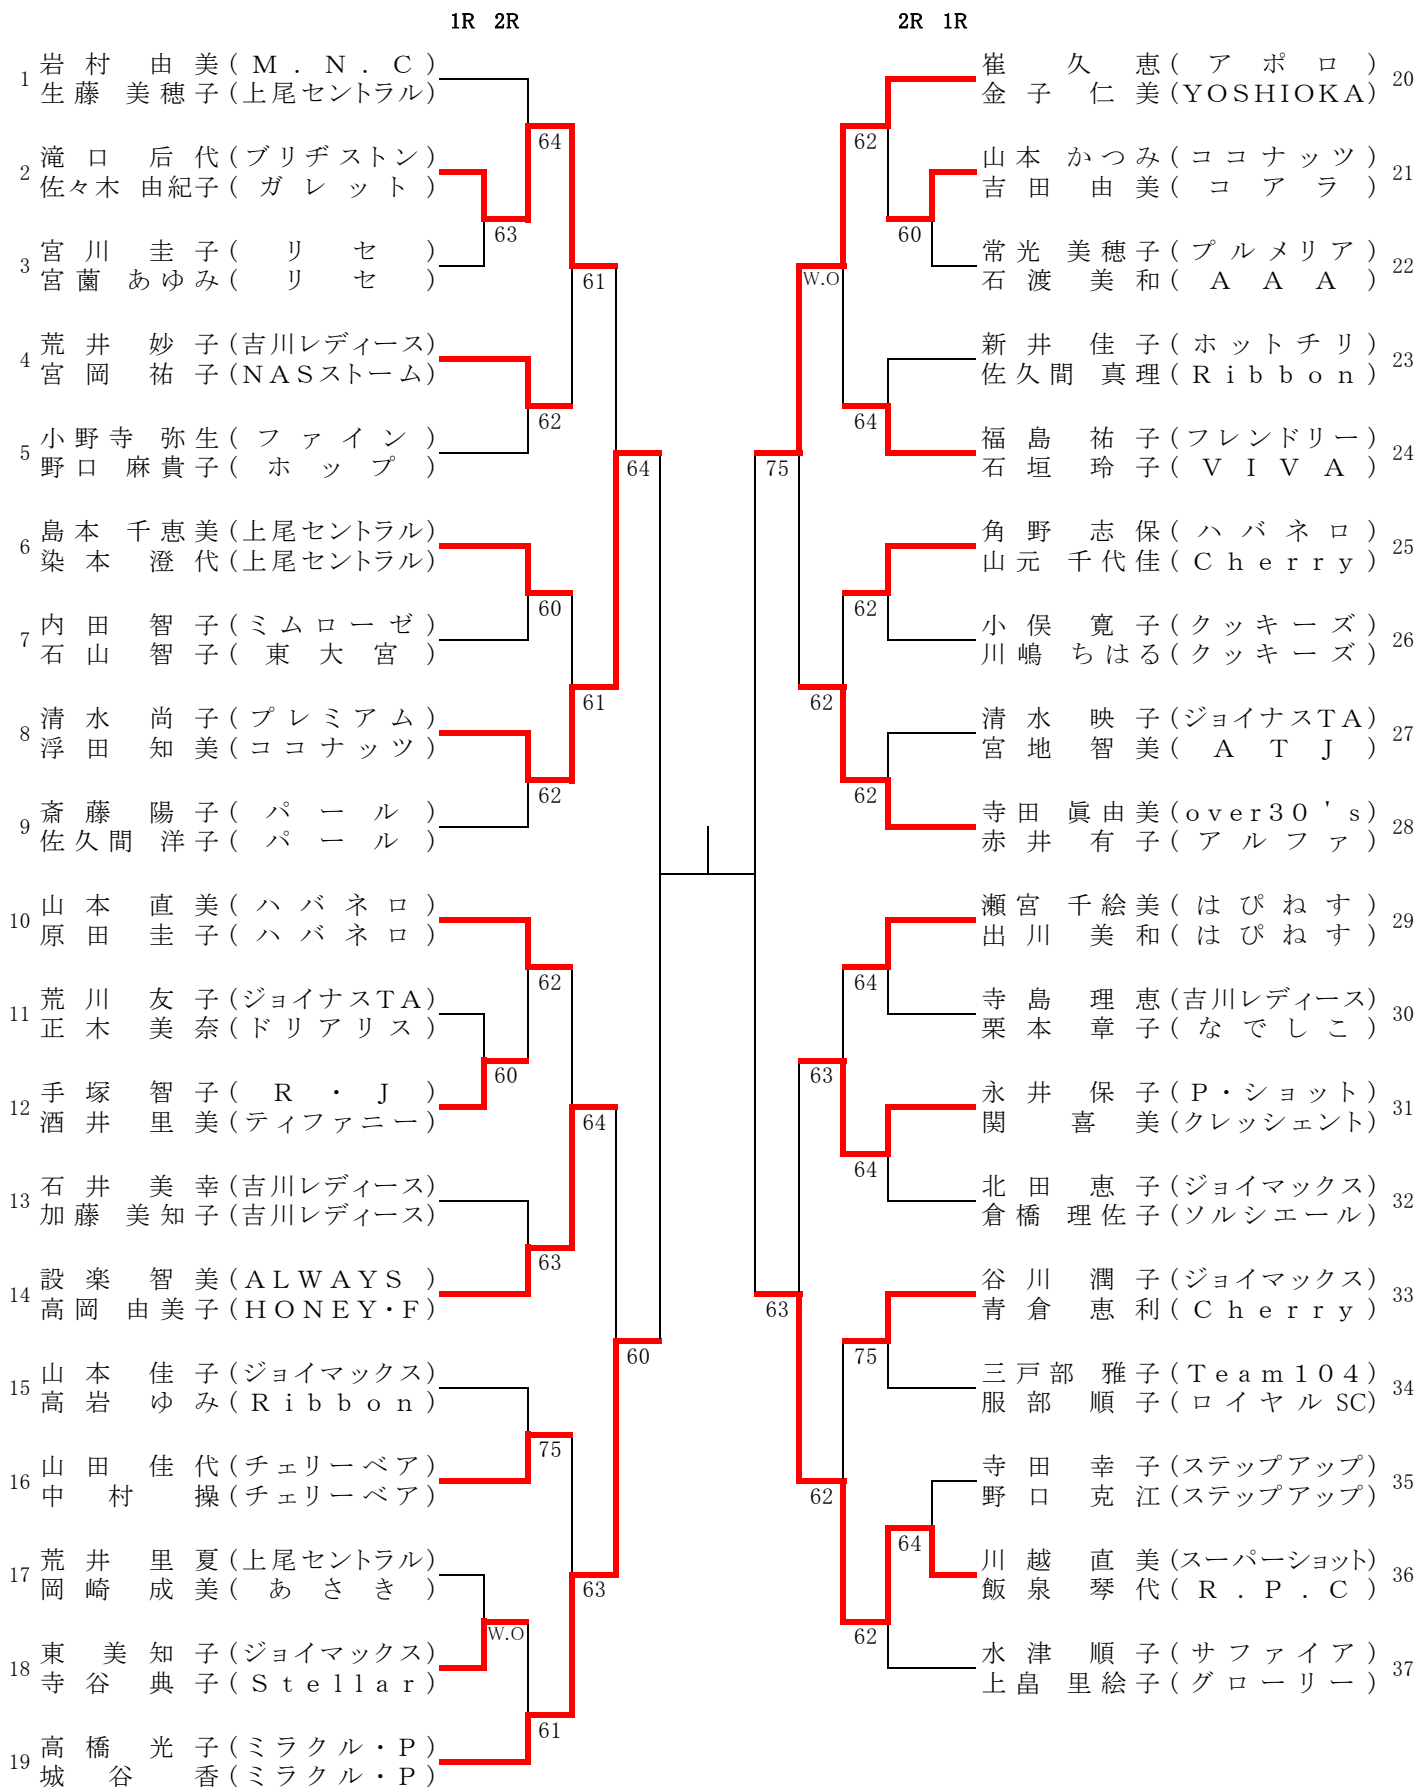 1R 2R
1 岩村 由美(M.N.C)
生藤 美穂子(上尾セントラル)
2 滝口 后代(ブリヂストン)
佐々木 由紀子(ガレット)
3 宮川 圭子(リセ)
宮薗 あゆみ(リセ)
4 荒井 妙子(吉川レディース)
宮岡 祐子(NASストーム)
5 小野寺 弥生(ファイン)
野口 麻貴子(ホップ)
6 島本 千恵美(上尾セントラル)
染本 澄代(上尾セントラル)
7 内田 智子(ミムローゼ)
石山 智子(東大宮)
8 清水 尚子(プレミアム)
浮田 知美(ココナッツ)
9 斎藤 陽子(パール)
佐久間 洋子(パール)
10 山本 直美(ハバネロ)
原田 圭子(ハバネロ)
11 荒川 友子(ジョイナスTA)
正木 美奈(ドリアリス)
12 手塚 智子(R・J)
酒井 里美(ティファニー)
13 石井 美幸(吉川レディース)
加藤 美知子(吉川レディース)
14 設楽 智美(ALWAYS)
高岡 由美子(HONEY・F)
15 山本 佳子(ジョイマックス)
高岩 ゆみ(Ribbon)
16 山田 佳代(チェリーベア)
中村 操(チェリーベア)
17 荒井 里夏(上尾セントラル)
岡崎 成美(あさき)
18 東 美知子(ジョイマックス)
寺谷 典子(Stellar)
19 高橋 光子(ミラクル・P)
城谷 香(ミラクル・P)
64
63
61
62
64
60
61
62
62
60
64
63
60
75
63
W.O
61
2R 1R
崔 久恵(アポロ) 20
金子 仁美(YOSHIOKA)
山本 かつみ(ココナッツ) 21
吉田 由美(コアラ)
常光 美穂子(プルメリア) 22
石渡 美和(AAA)
新井 佳子(ホットチリ) 23
佐久間 真理(Ribbon)
福島 祐子(フレンドリー) 24
石垣 玲子(VIVA)
角野 志保(ハバネロ) 25
山元 千代佳(Cherry)
小俣 寛子(クッキーズ) 26
川嶋 ちはる(クッキーズ)
清水 映子(ジョイナスTA) 27
宮地 智美(ATJ)
寺田 眞由美(over30's) 28
赤井 有子(アルファ)
瀬宮 千絵美(はぴねす) 29
出川 美和(はぴねす)
寺島 理恵(吉川レディース) 30
栗本 章子(なでしこ)
永井 保子(P・ショット) 31
関 喜美(クレッシェント)
北田 恵子(ジョイマックス) 32
倉橋 理佐子(ソルシエール)
谷川 潤子(ジョイマックス) 33
青倉 恵利(Cherry)
三戸部 雅子(Team104) 34
服部 順子(ロイヤルSC)
寺田 幸子(ステップアップ) 35
野口 克江(ステップアップ)
川越 直美(スーパーショット) 36
飯泉 琴代(R.P.C)
水津 順子(サファイア) 37
上畠 里絵子(グローリー)
62
60
W.O
64
75
62
62
62
64
63
64
63
75
62
64
62